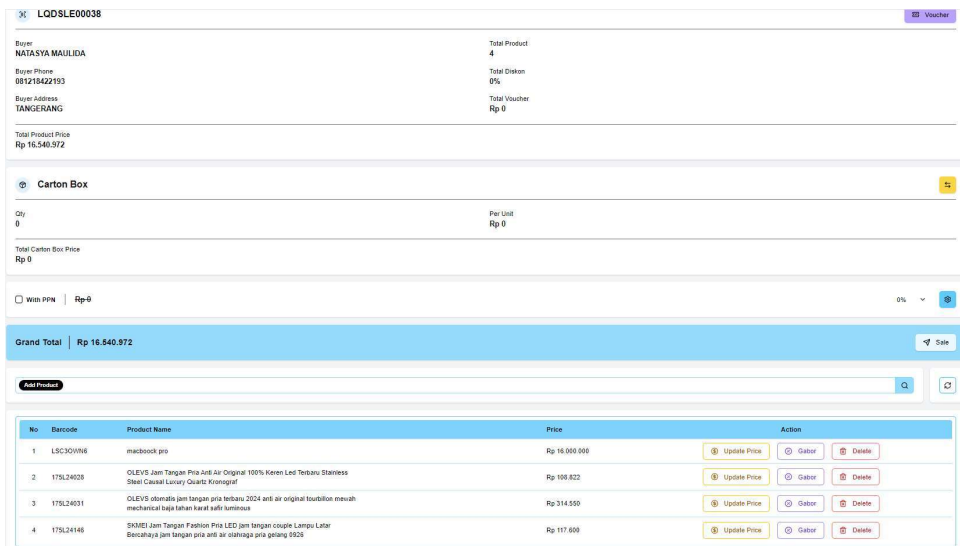 LQDSLE00038
Voucher
Buyer
NATASYA MAULIDA
Total Product
4
Buyer Phone
081218422193
Total Diskon
0%
Buyer Address
TANGERANG
Total Voucher
Rp 0
Total Product Price
Rp 16.540.972
Carton Box
Qty
0
Per Unit
Rp 0
Total Carton Box Price
Rp 0
With PPN Rp 0 0%
Grand Total Rp 16.540.972 Sale
Add Product
No Barcode Product Name Price Action
1 LSC3OWN6 macboock pro Rp 16.000.000 Update Price Gabor Delete
2 175L24028 OLEVS Jam Tangan Pria Anti Air Original 100% Keren Led Terbaru Stainless
Steel Causal Luxury Quartz Kronograf Rp 108.822 Update Price Gabor Delete
3 175L24031 OLEVS otomatis jam tangan pria terbaru 2024 anti air original tourbillon mewah
mechanical baja tahan karat safir luminous Rp 314.550 Update Price Gabor Delete
4 175L24146 SKMEI Jam Tangan Fashion Pria LED jam tangan couple Lampu Latar
Bercahaya jam tangan pria anti air olahraga pria gelang 0926 Rp 117.600 Update Price Gabor Delete